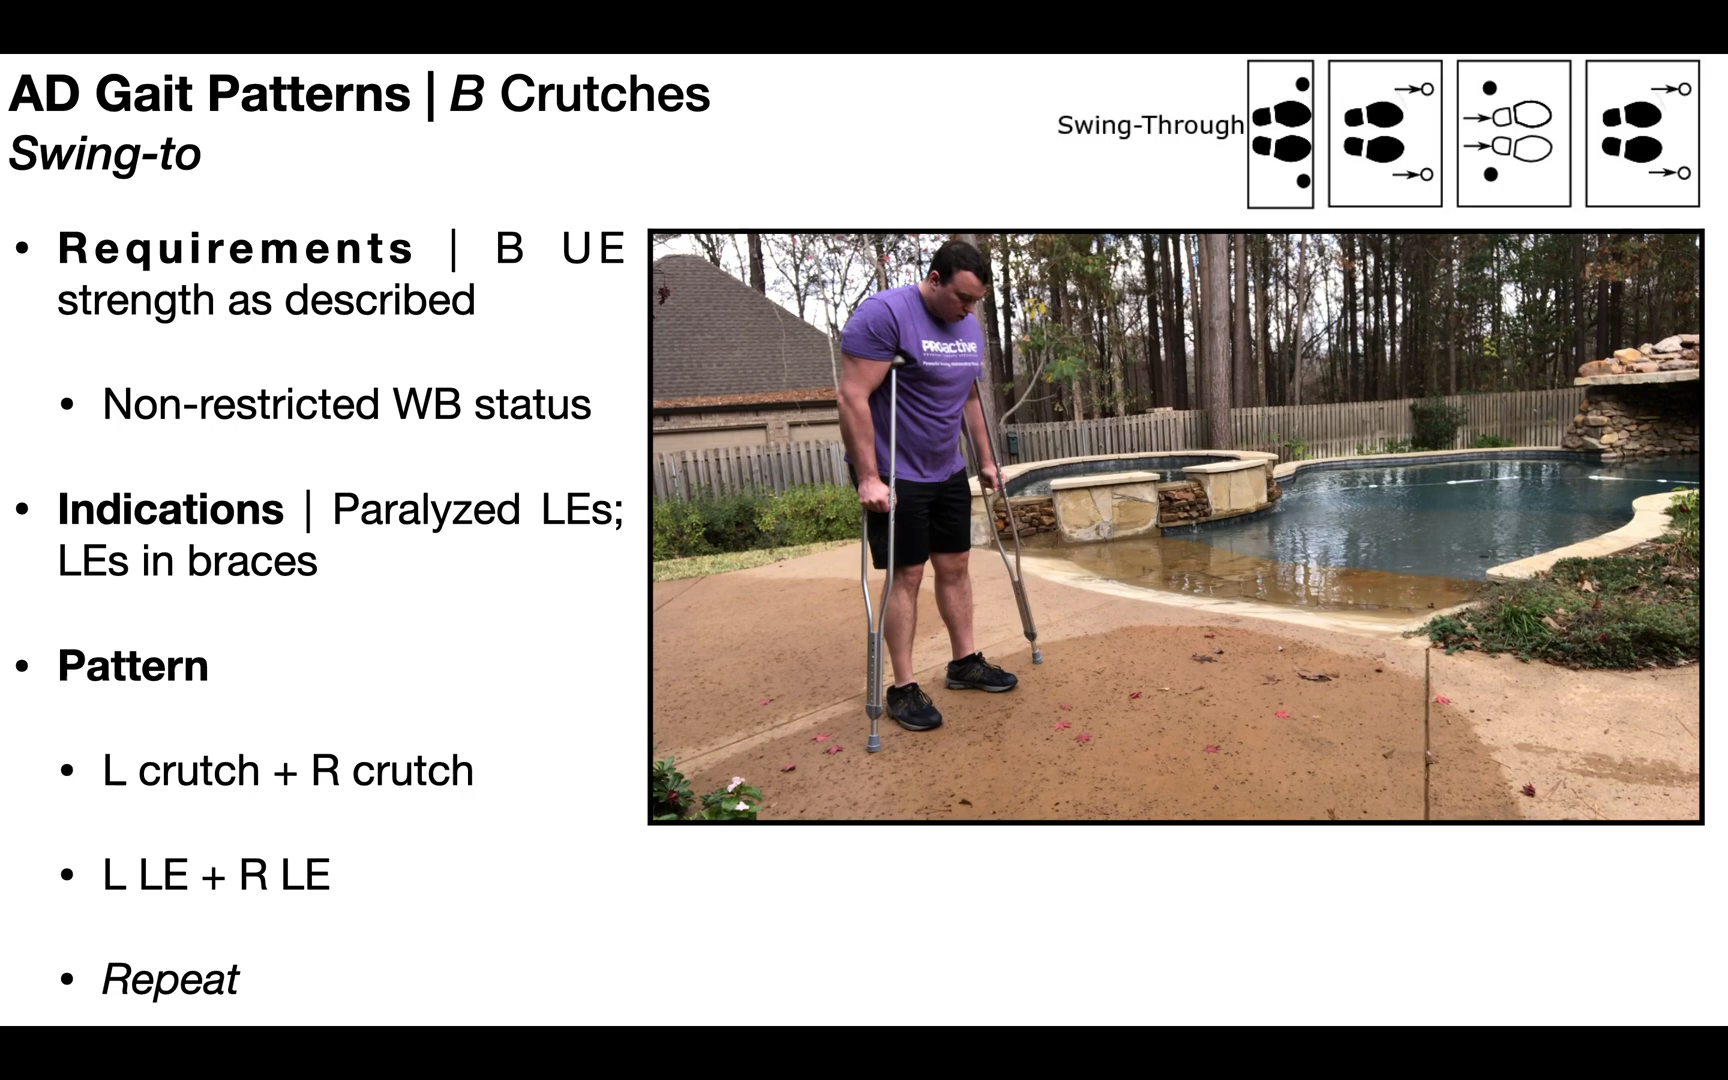 AD Gait Patterns | B Crutches
Swing-to
Swing-Through
• Requirements | B UE
strength as described
• Non-restricted WB status
• Indications | Paralyzed LEs;
LEs in braces
• Pattern
• L crutch + R crutch
• L LE + R LE
• Repeat
PROactive